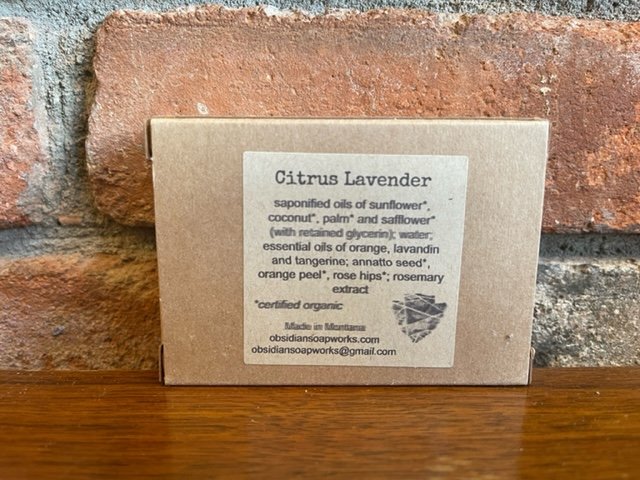 Citrus Lavender
saponified oils of sunflower*,
coconut*, palm* and safflower*
(with retained glycerin); water;
essential oils of orange, lavandin
and tangerine; annatto seed*,
orange peel*, rose hips*; rosemary
extract
*certified organic
Made in Montana
obsidiansoapworks.com
obsidiansoapworks@gmail.com